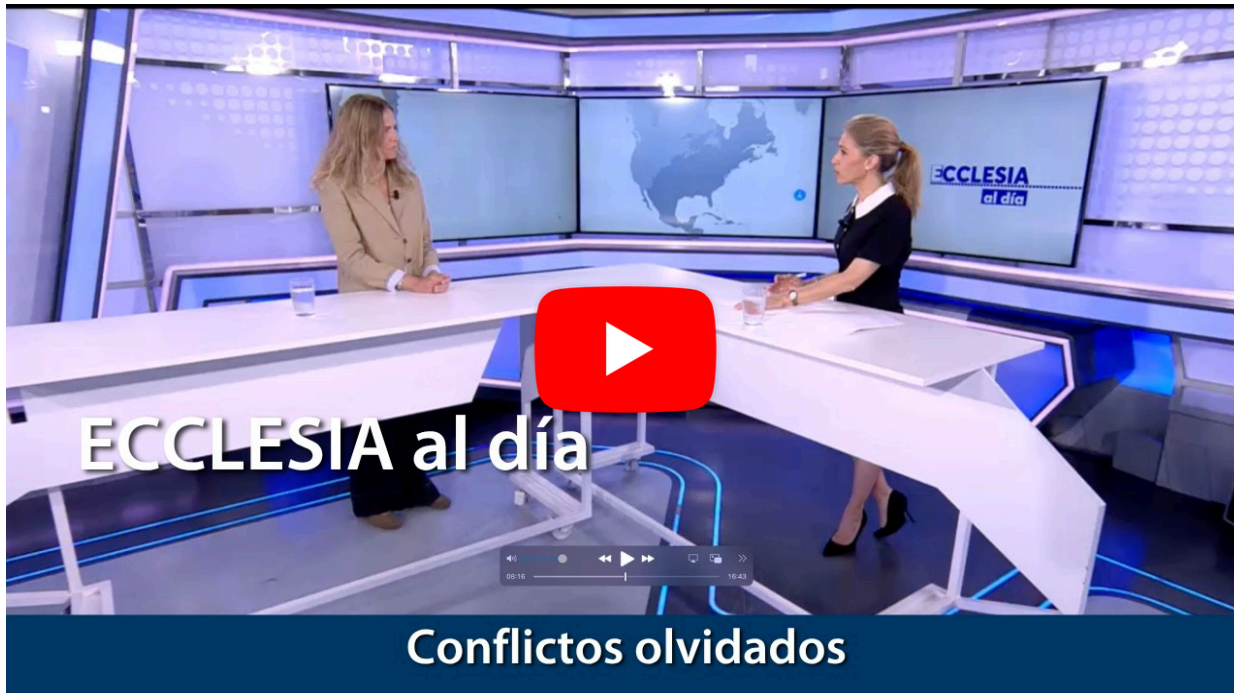 ECCLESIA
al día
ECCLESIA al día
08:16
16:43
Conflictos olvidados